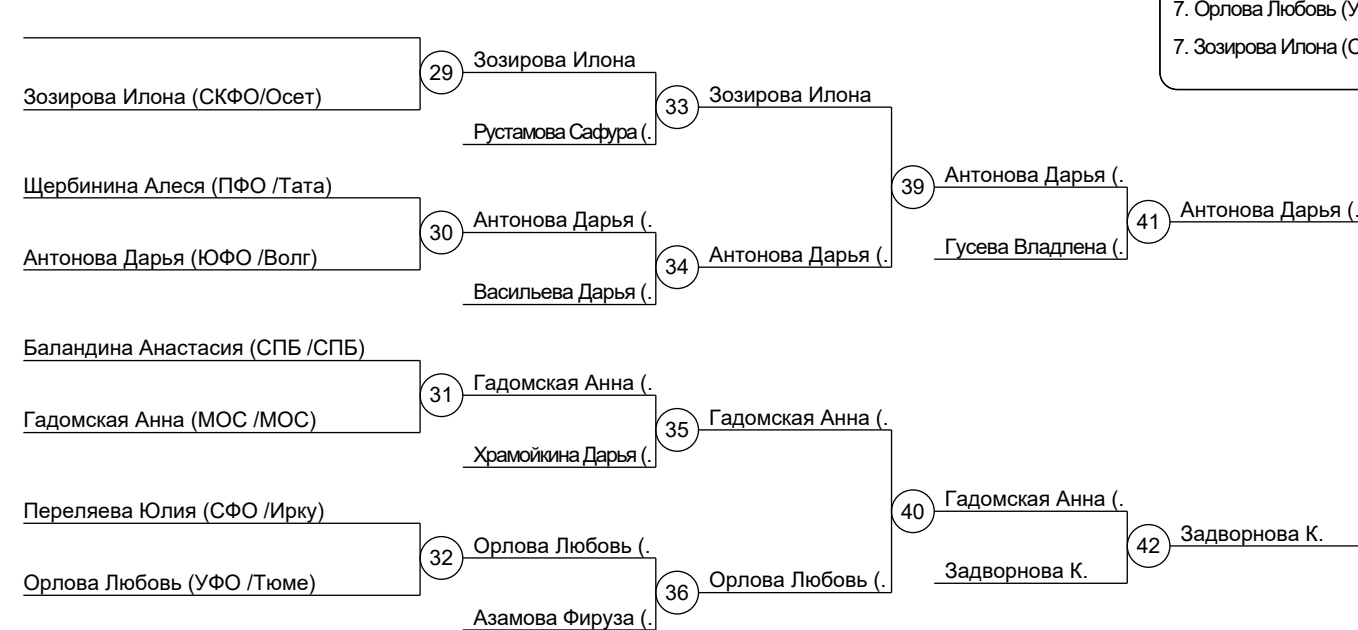 7. Орлова Любовь (У
7. Зозирова Илона (С
29
Зозирова Илона
Зозирова Илона (СКФО/Осет)
33
Зозирова Илона
Рустамова Сафура (.
Щербинина Алеся (ПФО /Тата)
39
Антонова Дарья (.
30
Антонова Дарья (.
41
Антонова Дарья (.
Антонова Дарья (ЮФО /Волг)
34
Антонова Дарья (.
Гусева Владлена (.
Васильева Дарья (.
Баландина Анастасия (СПБ /СПБ)
31
Гадомская Анна (.
Гадомская Анна (МОС /МОС)
35
Гадомская Анна (.
Храмойкина Дарья (.
Переляева Юлия (СФО /Ирку)
40
Гадомская Анна (.
32
Орлова Любовь (.
42
Задворнова К.
Орлова Любовь (УФО /Тюме)
36
Орлова Любовь (.
Задворнова К.
Азамова Фируза (.